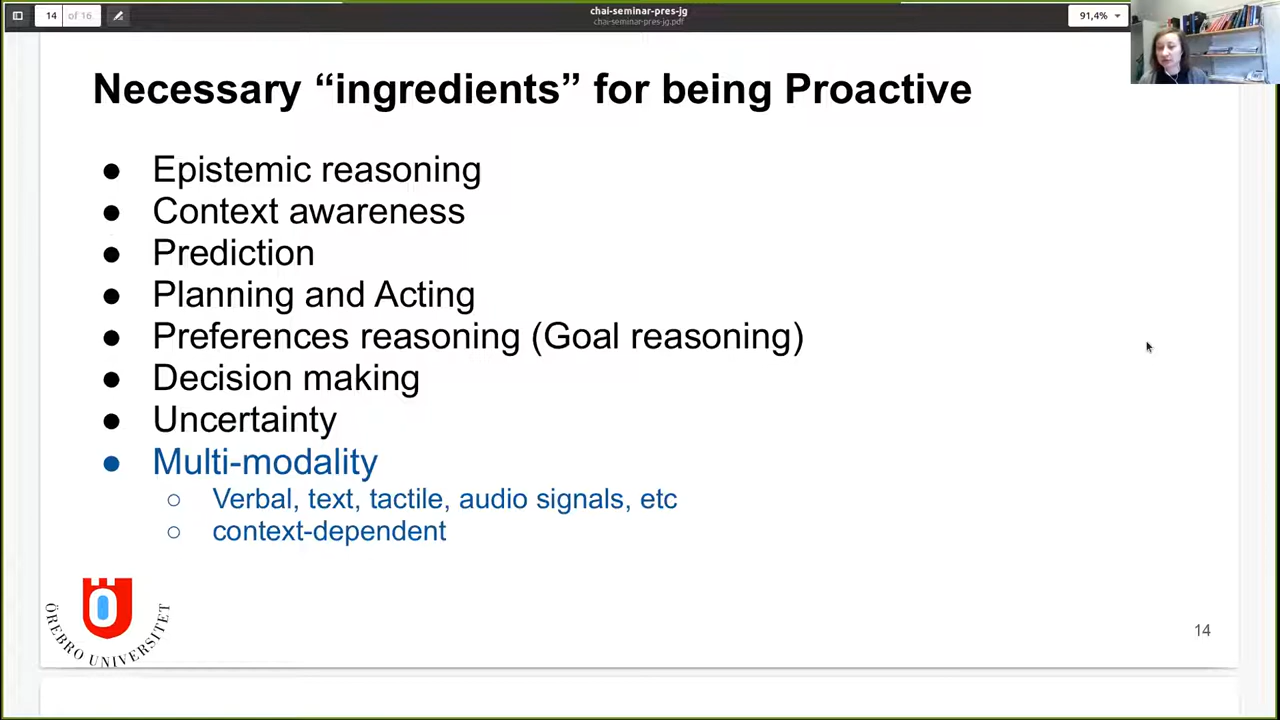 14 of 16
chai-seminar-pres-jg
chai-seminar-pres-jg.pdf
91,4%
Necessary “ingredients” for being Proactive
● Epistemic reasoning
● Context awareness
● Prediction
● Planning and Acting
● Preferences reasoning (Goal reasoning)
● Decision making
● Uncertainty
● Multi-modality
○ Verbal, text, tactile, audio signals, etc
○ context-dependent
ÖREBRO UNIVERSITET
14